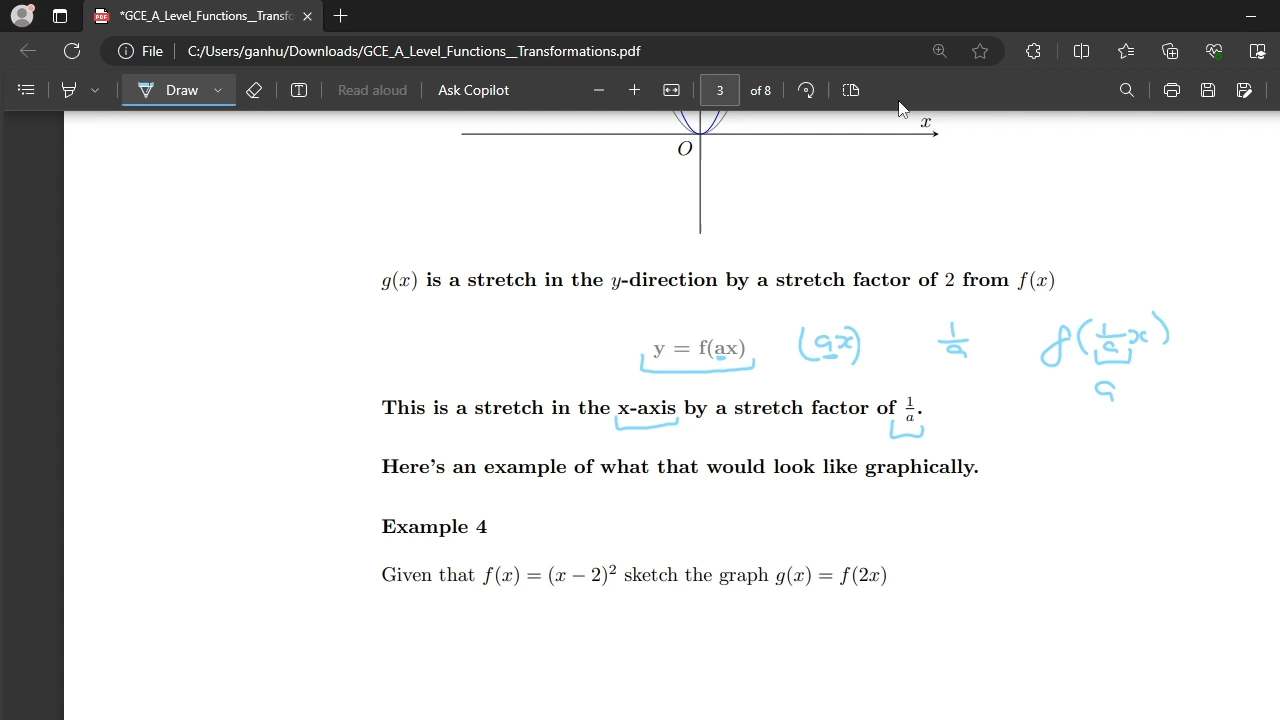 *GCE_A_Level_Functions__Transfo
File C:/Users/ganhu/Downloads/GCE_A_Level_Functions__Transformations.pdf
Draw Read aloud Ask Copilot 3 of 8
x
O
g(x) is a stretch in the y-direction by a stretch factor of 2 from f(x)
y = f(ax) (ax) 1/a f(1/a x)
a
This is a stretch in the x-axis by a stretch factor of 1/a.
Here's an example of what that would look like graphically.
Example 4
Given that f(x) = (x − 2)² sketch the graph g(x) = f(2x)